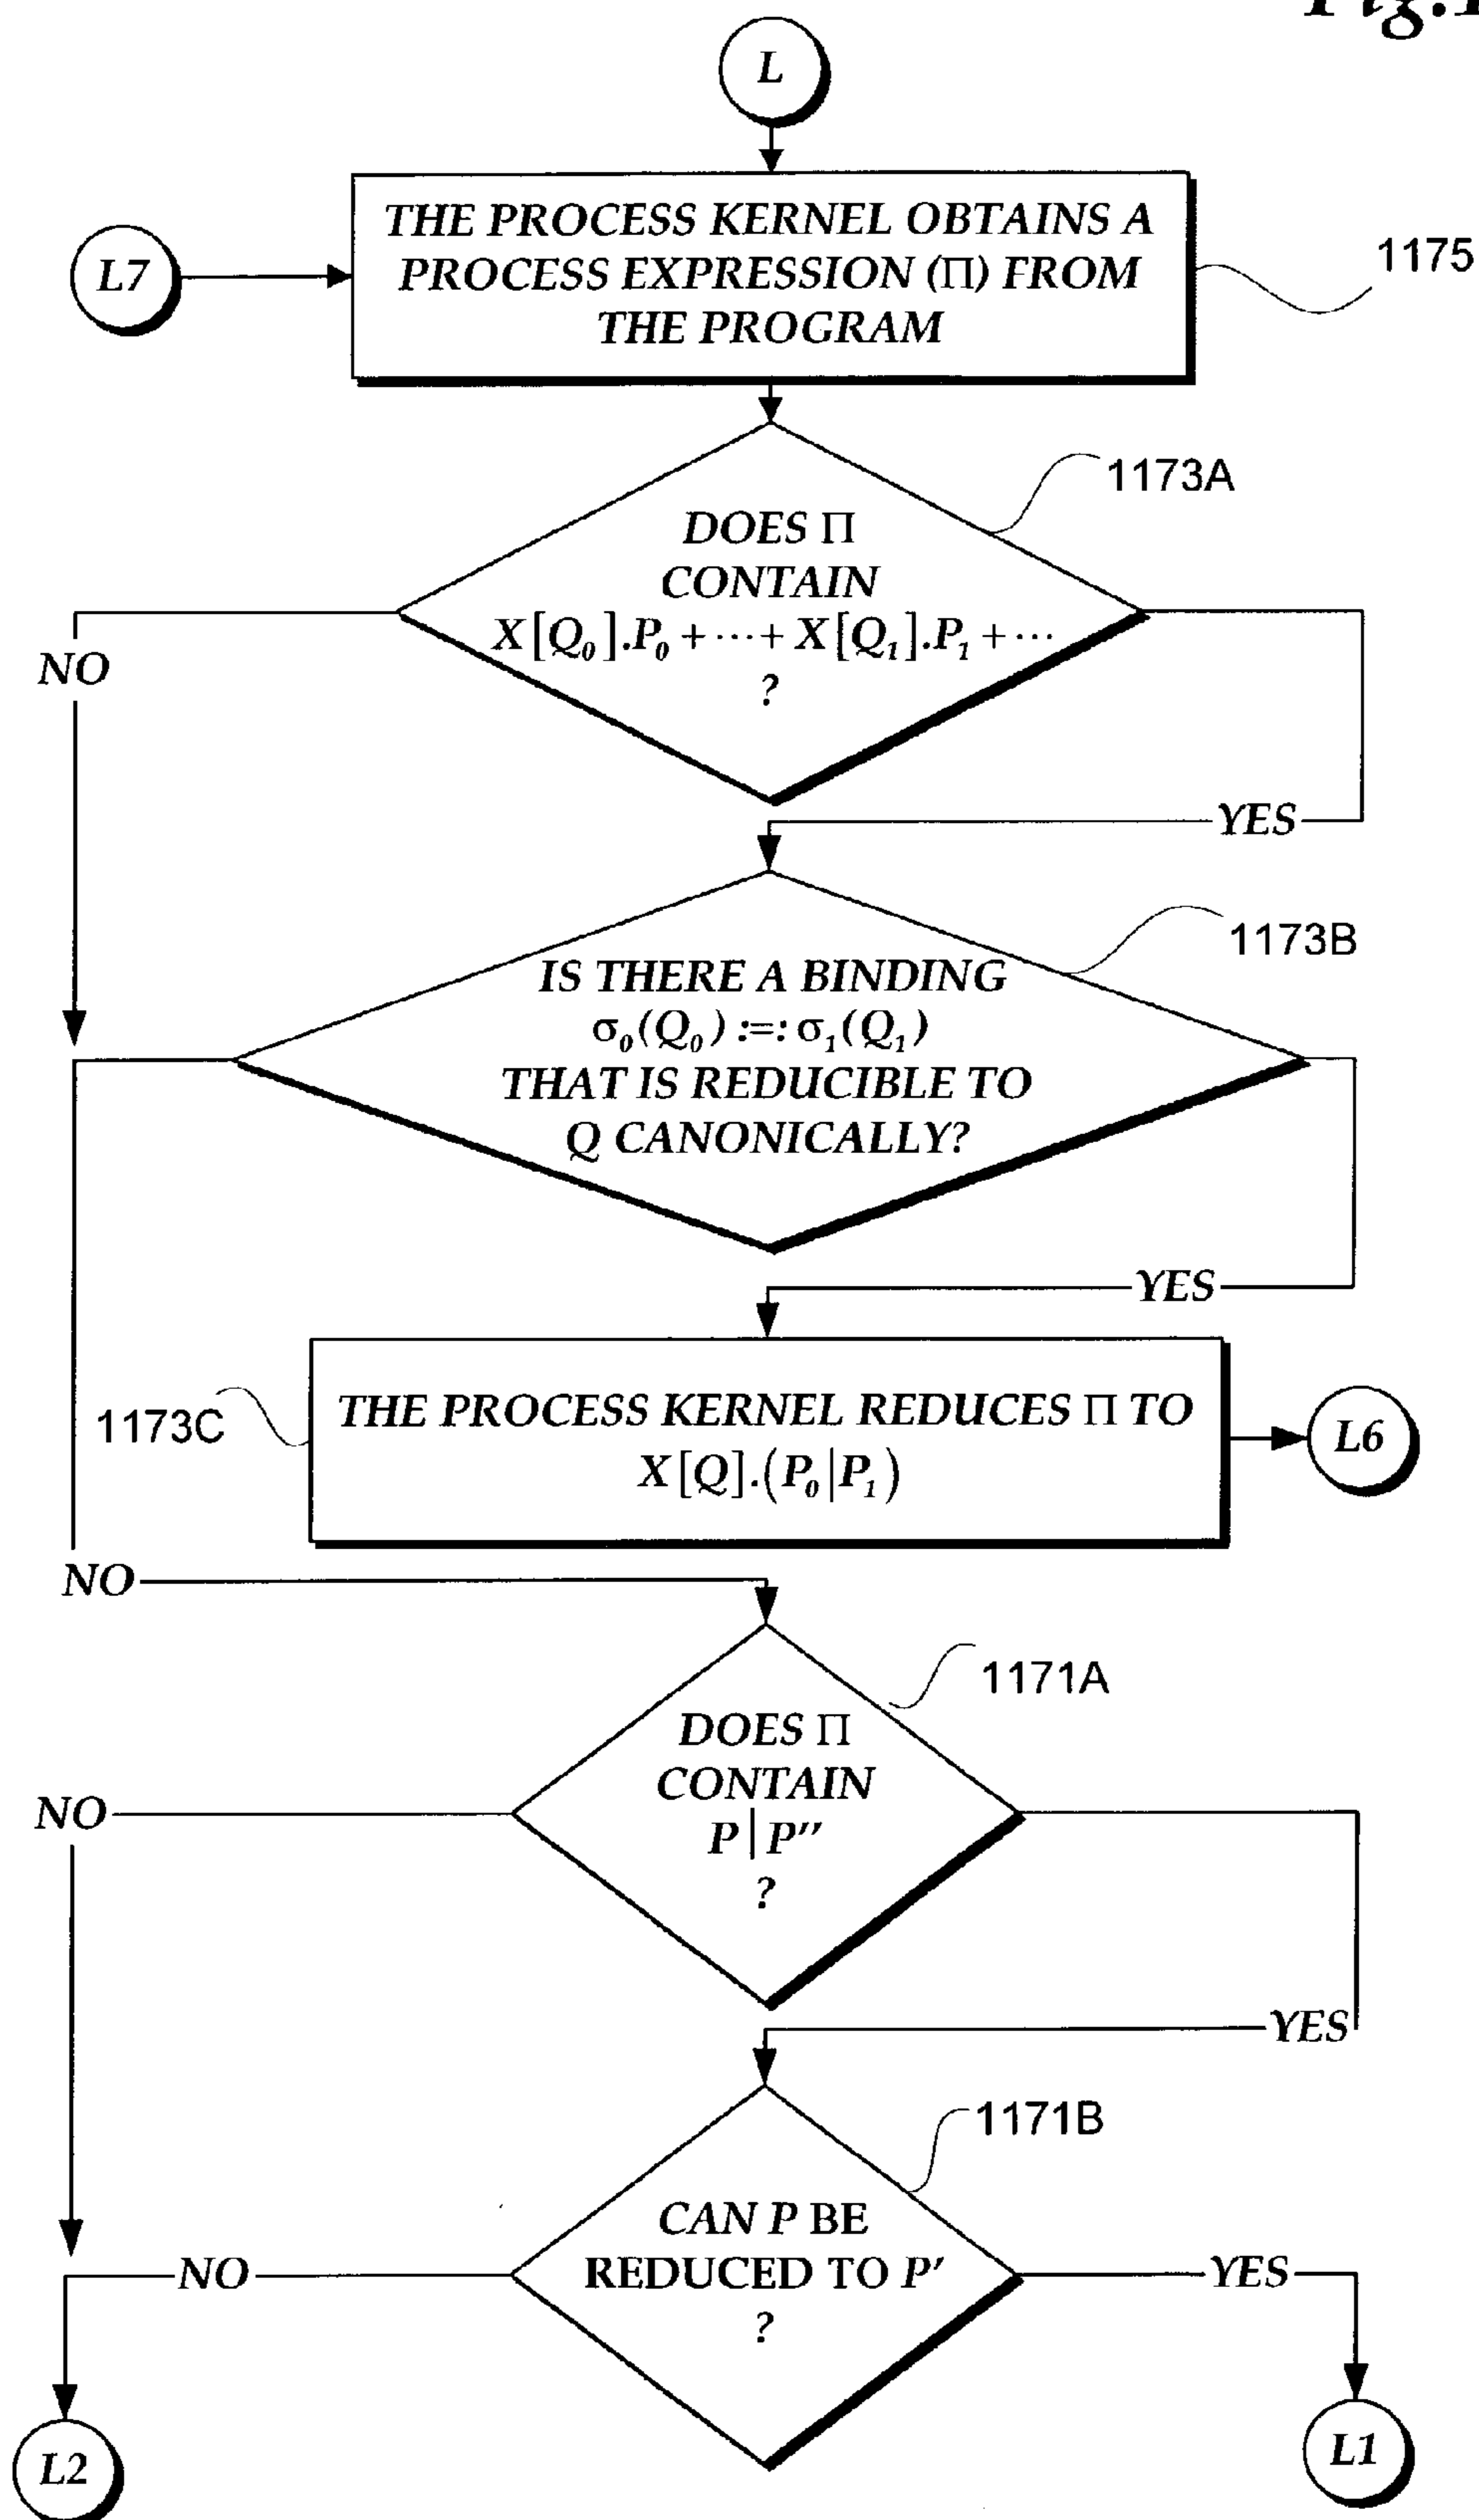 L
THE PROCESS KERNEL OBTAINS A
PROCESS EXPRESSION (Π) FROM
THE PROGRAM
L7
1175
1173A
DOES Π
CONTAIN
X[Q₀].P₀ + ⋯ + X[Q₁].P₁ + ⋯
?
NO
YES
1173B
IS THERE A BINDING
σ₀(Q₀) :=: σ₁(Q₁)
THAT IS REDUCIBLE TO
Q CANONICALLY?
YES
1173C
THE PROCESS KERNEL REDUCES Π TO
X[Q].(P₀|P₁)
L6
NO
1171A
DOES Π
CONTAIN
P|P″
?
NO
YES
1171B
CAN P BE
REDUCED TO P′
?
NO
YES
L2
L1